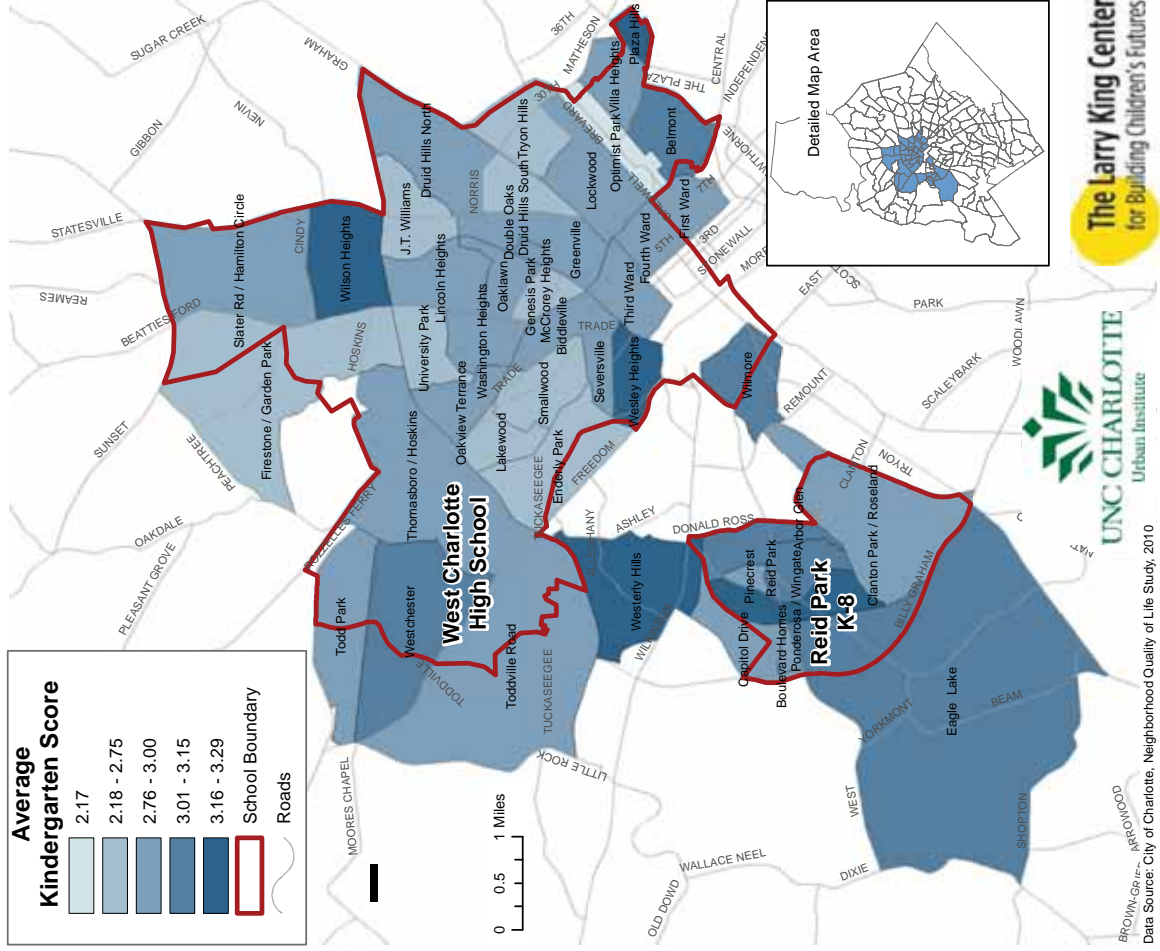 Average
Kindergarten Score
2.17
2.18 - 2.75
2.76 - 3.00
3.01 - 3.15
3.16 - 3.29
School Boundary
Roads
0 0.5 1 Miles
SUGAR CREEK
GRAHAM
GIBBON
NEVIN
STATESVILLE
REAMES
BEATTIES FORD
CINDY
HOSKINS
SUNSET
PEACHTREE
OAKDALE
PLEASANT GROVE
ROZZELLES FERRY
MOORES CHAPEL
TODDVILLE
TUCKASEEGEE
LITTLE ROCK
OLD DOWD
WALLACE NEEL
DIXIE
WEST
YORKMONT
BEAM
SHOPTON
ARROWOOD
BILLY GRAHAM
DONALD ROSS
ASHLEY
FREEDOM
TRADE
TRADE
NORRIS
30TH
36TH
MATHESON
BREVARD
THE PLAZA
CENTRAL
7TH
5TH
3RD
STONEWALL
EAST
PARK
WOODLAWN
SCALEYBARK
REMOUNT
CLANTON
TRYON
Slater Rd / Hamilton Circle
Wilson Heights
Firestone / Garden Park
J.T. Williams
Druid Hills North
Lincoln Heights
University Park
Washington Heights
Oaklawn
Double Oaks
Druid Hills South
Tryon Hills
Genesis Park
McCrorey Heights
Biddleville
Greenville
Lockwood
Optimist Park
Villa Heights
Plaza Hills
Belmont
First Ward
Fourth Ward
Third Ward
Seversville
Wesley Heights
Smallwood
Enderly Park
Lakewood
Oakview Terrance
Thomasboro / Hoskins
Todd Park
Westchester
West Charlotte
High School
Toddville Road
Westerly Hills
Wilmore
Capitol Drive
Pinecrest
Reid Park
Boulevard Homes
Ponderosa / Wingate
Arbor Glen
Reid Park
K-8
Clanton Park / Roseland
Eagle Lake
Detailed Map Area
The Larry King Center
for Building Children's Futures
UNC CHARLOTTE
Urban Institute
Data Source: City of Charlotte, Neighborhood Quality of Life Study, 2010